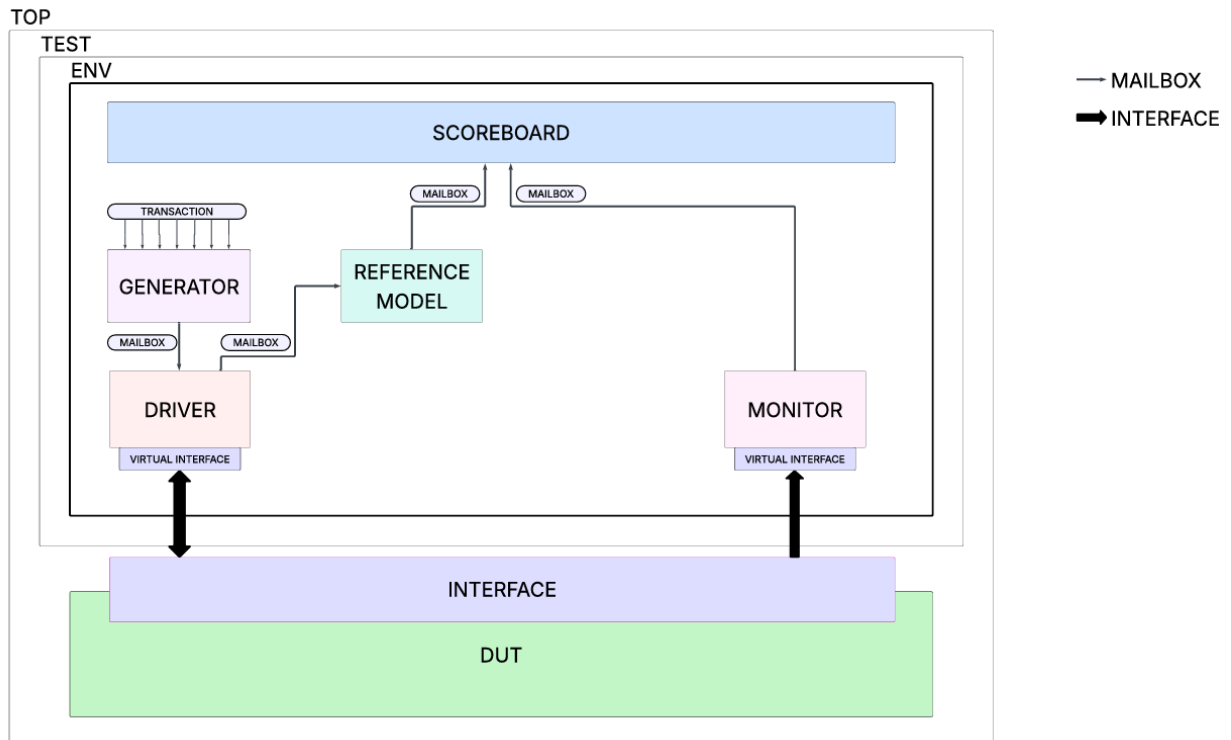 TOP
TEST
ENV
MAILBOX
INTERFACE
SCOREBOARD
MAILBOX
MAILBOX
TRANSACTION
GENERATOR
REFERENCE
MODEL
MAILBOX
MAILBOX
DRIVER
MONITOR
VIRTUAL INTERFACE
VIRTUAL INTERFACE
INTERFACE
DUT